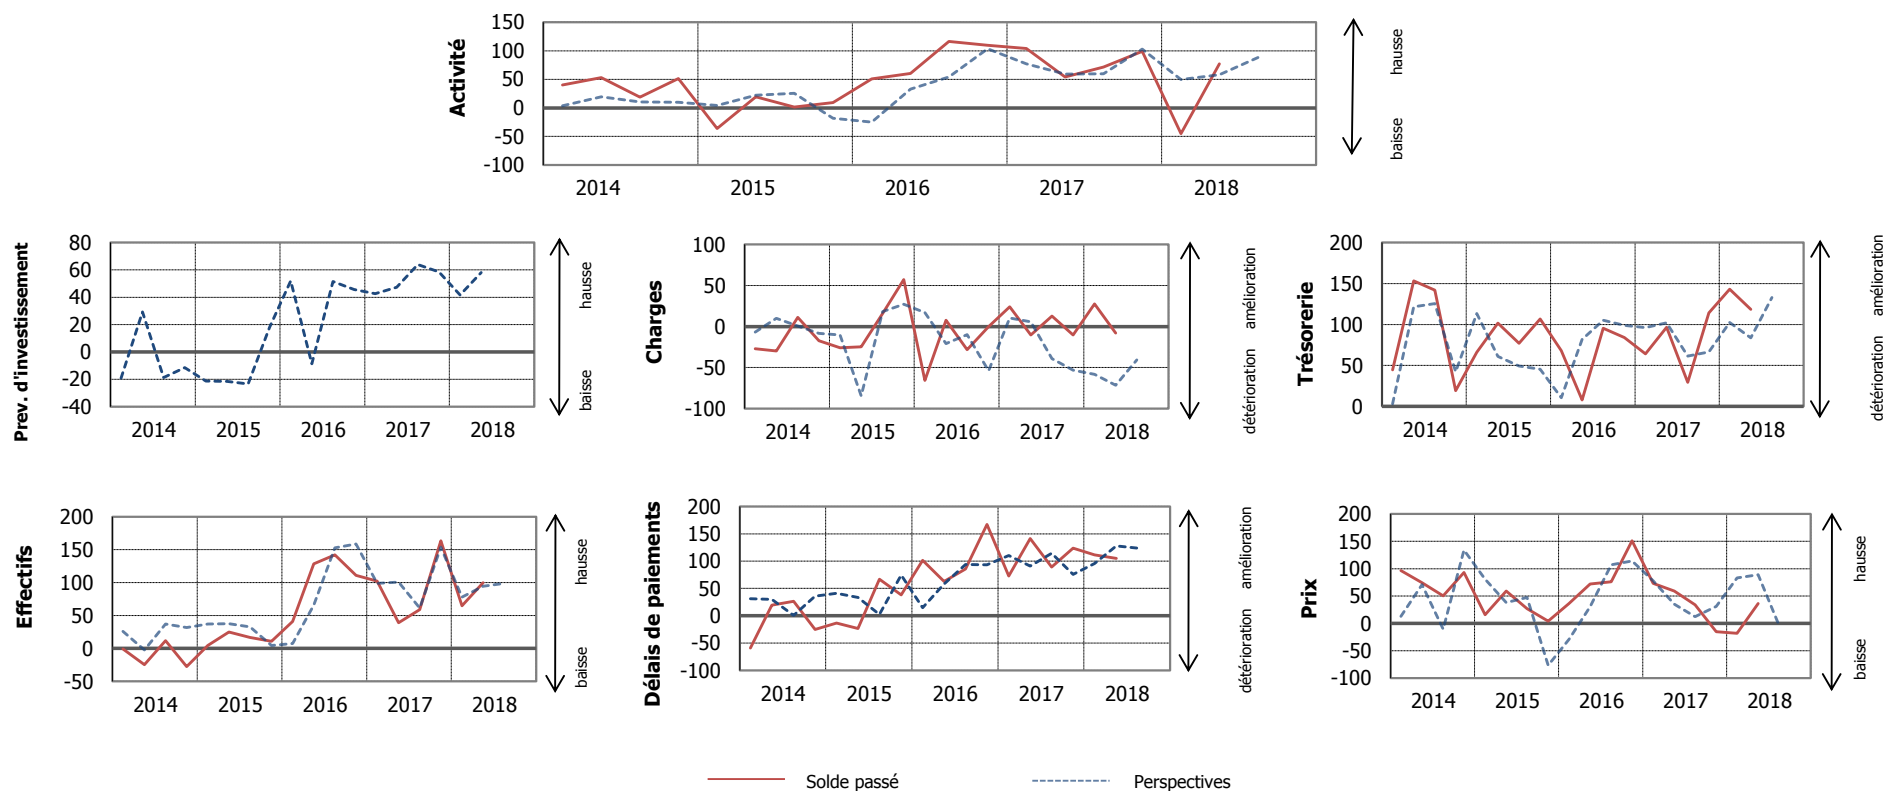 Activité
150
100
50
0
-50
-100
2014 2015 2016 2017 2018
hausse
baisse
Prev. d'investissement
80
60
40
20
0
-20
-40
2014 2015 2016 2017 2018
hausse
baisse
Charges
100
50
0
-50
-100
2014 2015 2016 2017 2018
amélioration
détérioration
Trésorerie
200
150
100
50
0
2014 2015 2016 2017 2018
amélioration
détérioration
Effectifs
200
150
100
50
0
-50
2014 2015 2016 2017 2018
hausse
baisse
Délais de paiements
200
150
100
50
0
-50
-100
2014 2015 2016 2017 2018
amélioration
détérioration
Prix
200
150
100
50
0
-50
-100
2014 2015 2016 2017 2018
hausse
baisse
Solde passé Perspectives